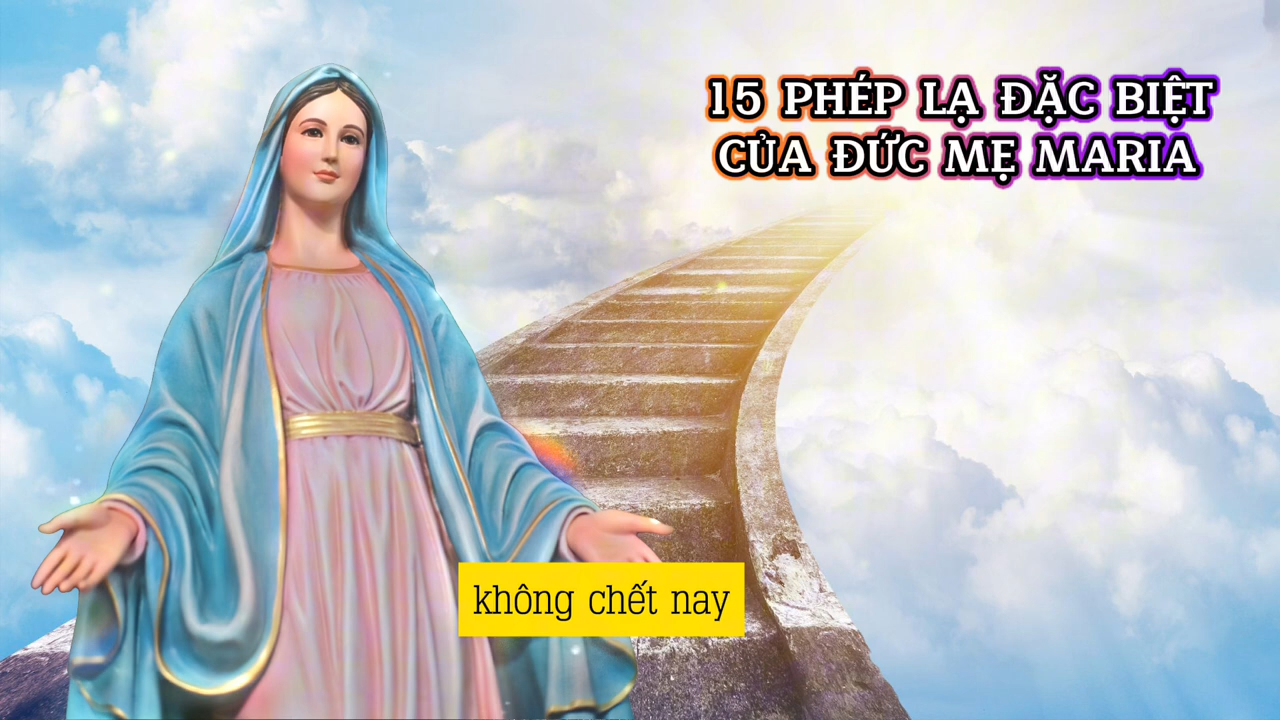 15 PHÉP LẠ ĐẶC BIỆT
CỦA ĐỨC MẸ MARIA
không chết nay